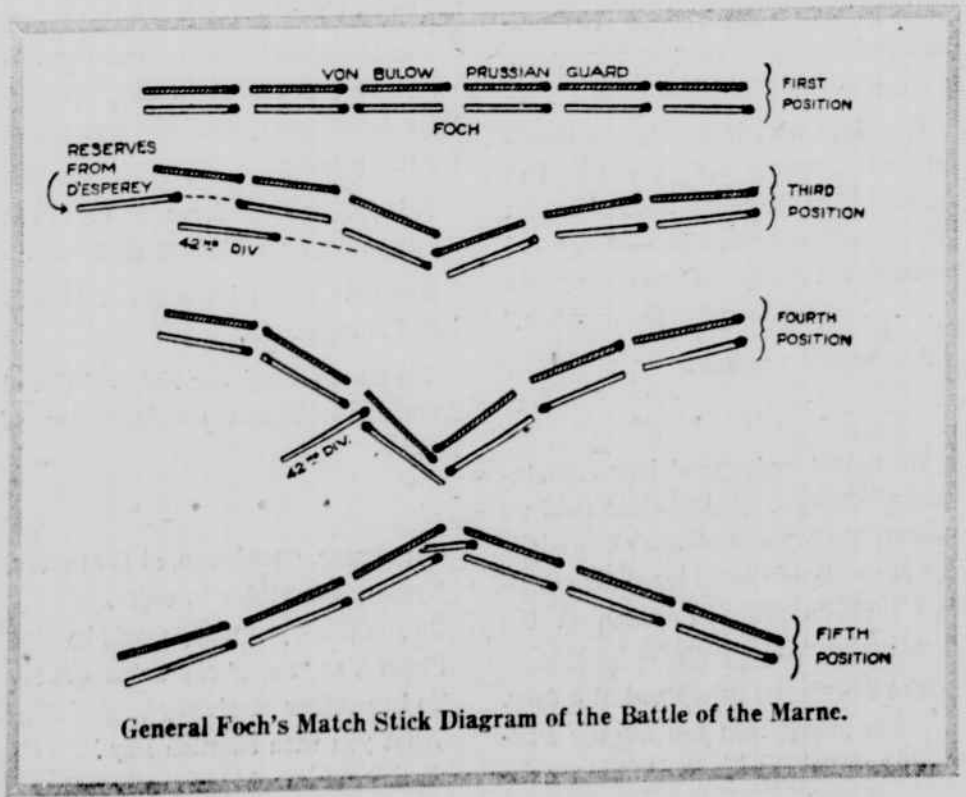 VON BULOW PRUSSIAN GUARD
FIRST
POSITION
FOCH
RESERVES
FROM
D'ESPEREY
THIRD
POSITION
42ND DIV
FOURTH
POSITION
42ND DIV.
FIFTH
POSITION
General Foch's Match Stick Diagram of the Battle of the Marne.